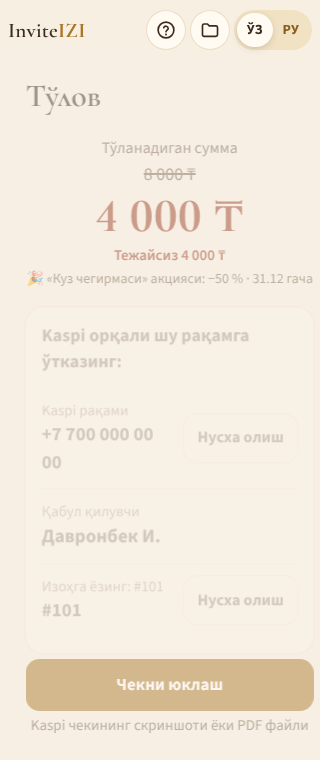 InviteIZI
ЎЗ
РУ
Тўлов
Тўланадиган сумма
8 000 ₸
4 000 ₸
Тежайсиз 4 000 ₸
🎉 «Куз чегирмаси» акцияси: −50 % · 31.12 гача
Kaspi орқали шу рақамга
ўтказинг:
Kaspi рақами
+7 700 000 00
00
Нусха олиш
Қабул қилувчи
Давронбек И.
Изоҳга ёзинг: #101
#101
Нусха олиш
Чекни юклаш
Kaspi чекининг скриншоти ёки PDF файли